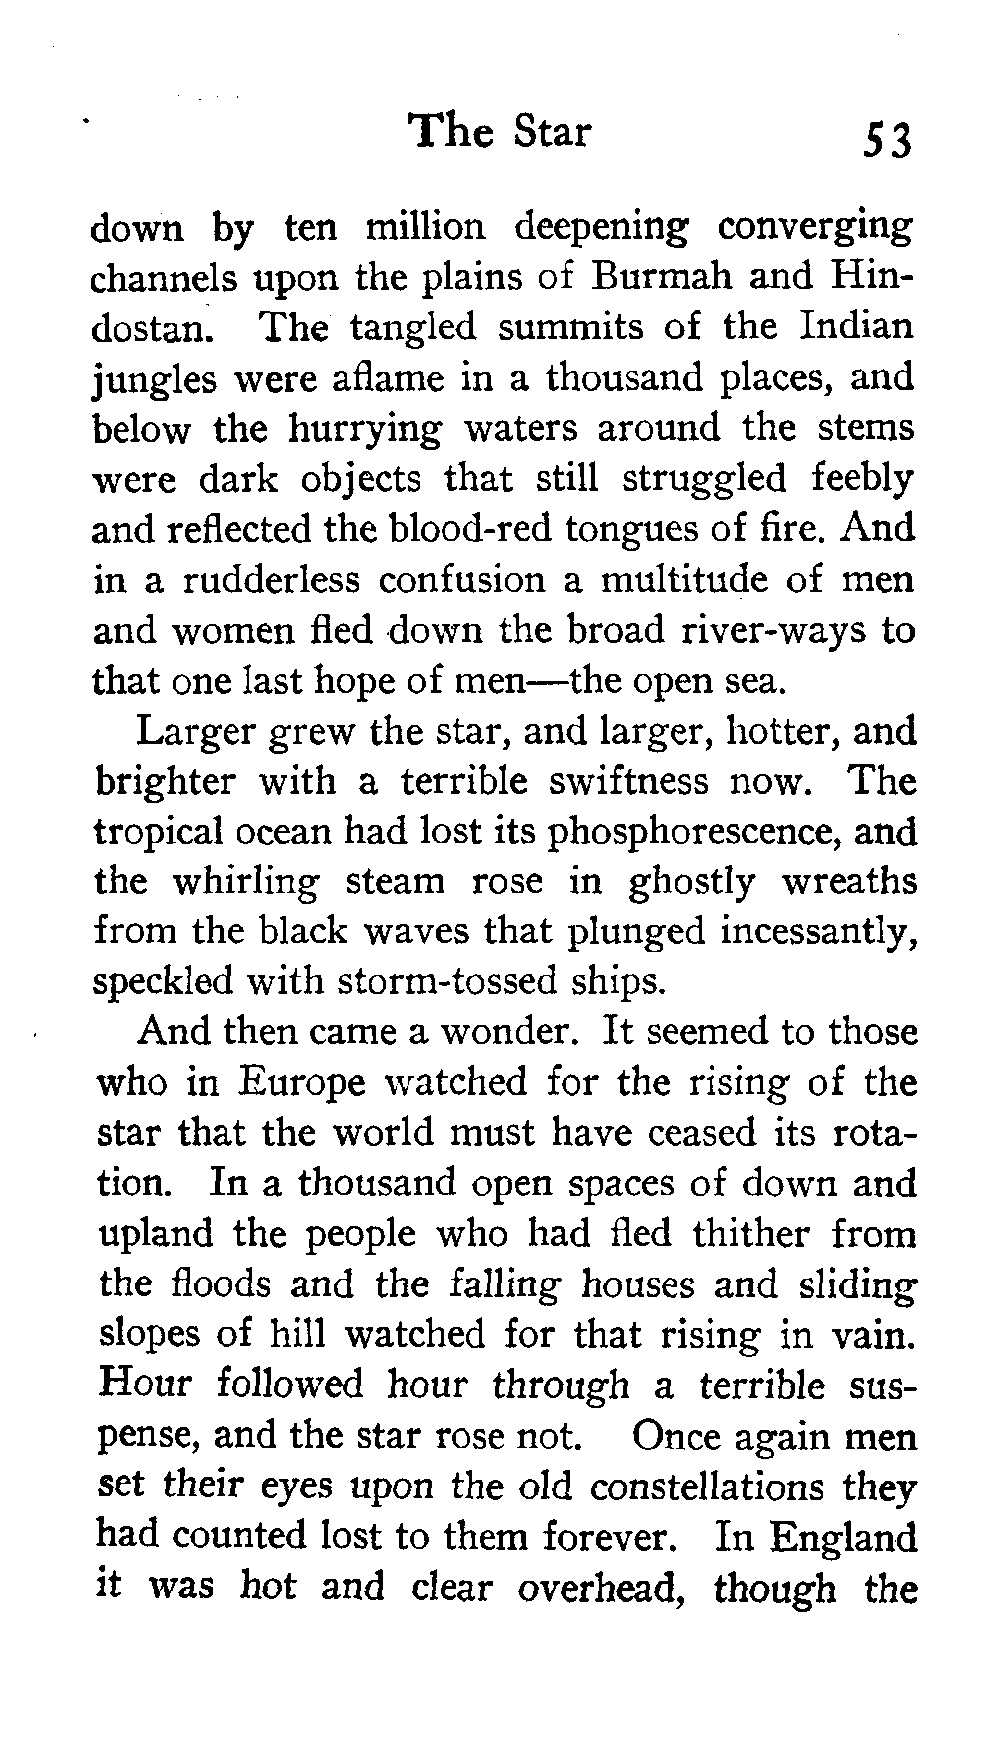 The Star 53
down by ten million deepening converging
channels upon the plains of Burmah and Hin-
dostan. The tangled summits of the Indian
jungles were aflame in a thousand places, and
below the hurrying waters around the stems
were dark objects that still struggled feebly
and reflected the blood-red tongues of fire. And
in a rudderless confusion a multitude of men
and women fled down the broad river-ways to
that one last hope of men—the open sea.
Larger grew the star, and larger, hotter, and
brighter with a terrible swiftness now. The
tropical ocean had lost its phosphorescence, and
the whirling steam rose in ghostly wreaths
from the black waves that plunged incessantly,
speckled with storm-tossed ships.
And then came a wonder. It seemed to those
who in Europe watched for the rising of the
star that the world must have ceased its rota-
tion. In a thousand open spaces of down and
upland the people who had fled thither from
the floods and the falling houses and sliding
slopes of hill watched for that rising in vain.
Hour followed hour through a terrible sus-
pense, and the star rose not. Once again men
set their eyes upon the old constellations they
had counted lost to them forever. In England
it was hot and clear overhead, though the